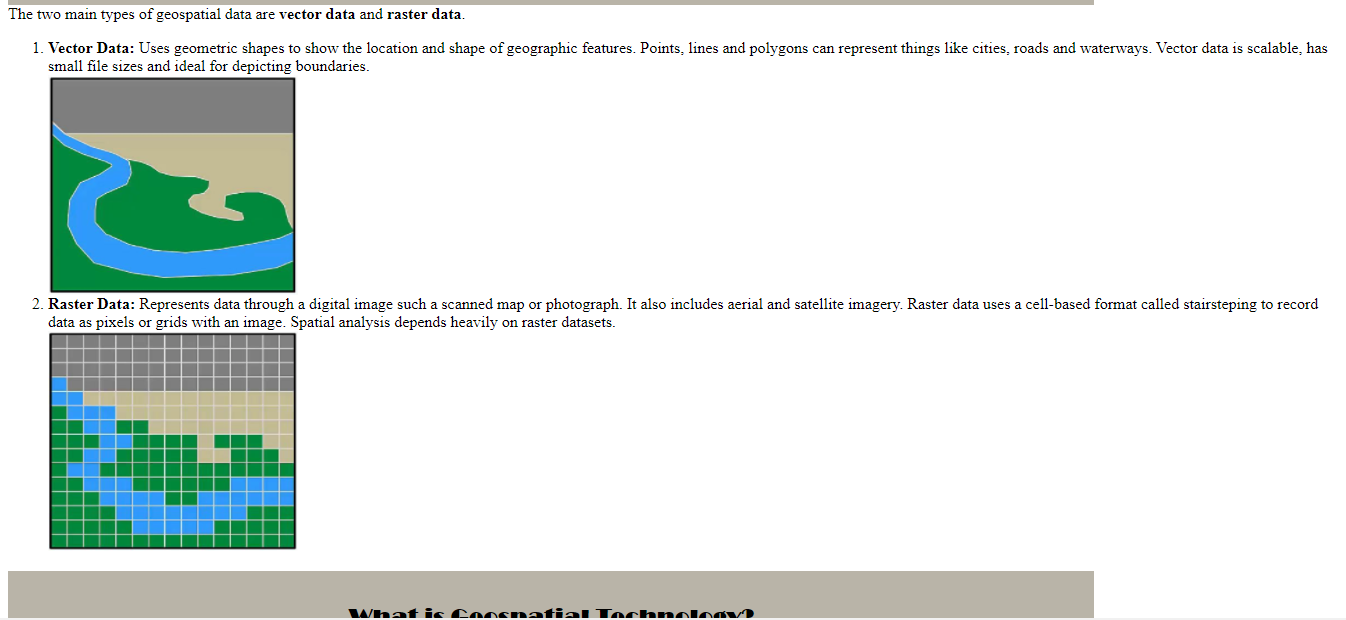 The two main types of geospatial data are vector data and raster data.
1. Vector Data: Uses geometric shapes to show the location and shape of geographic features. Points, lines and polygons can represent things like cities, roads and waterways. Vector data is scalable, has
small file sizes and ideal for depicting boundaries.
2. Raster Data: Represents data through a digital image such a scanned map or photograph. It also includes aerial and satellite imagery. Raster data uses a cell-based format called stairsteping to record
data as pixels or grids with an image. Spatial analysis depends heavily on raster datasets.
What is Geospatial Technology?